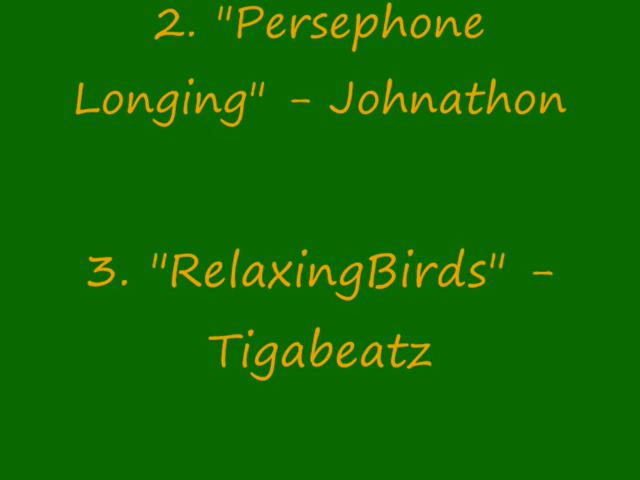 2. "Persephone
Longing" - Johnathon
3. "RelaxingBirds" -
Tigabeatz